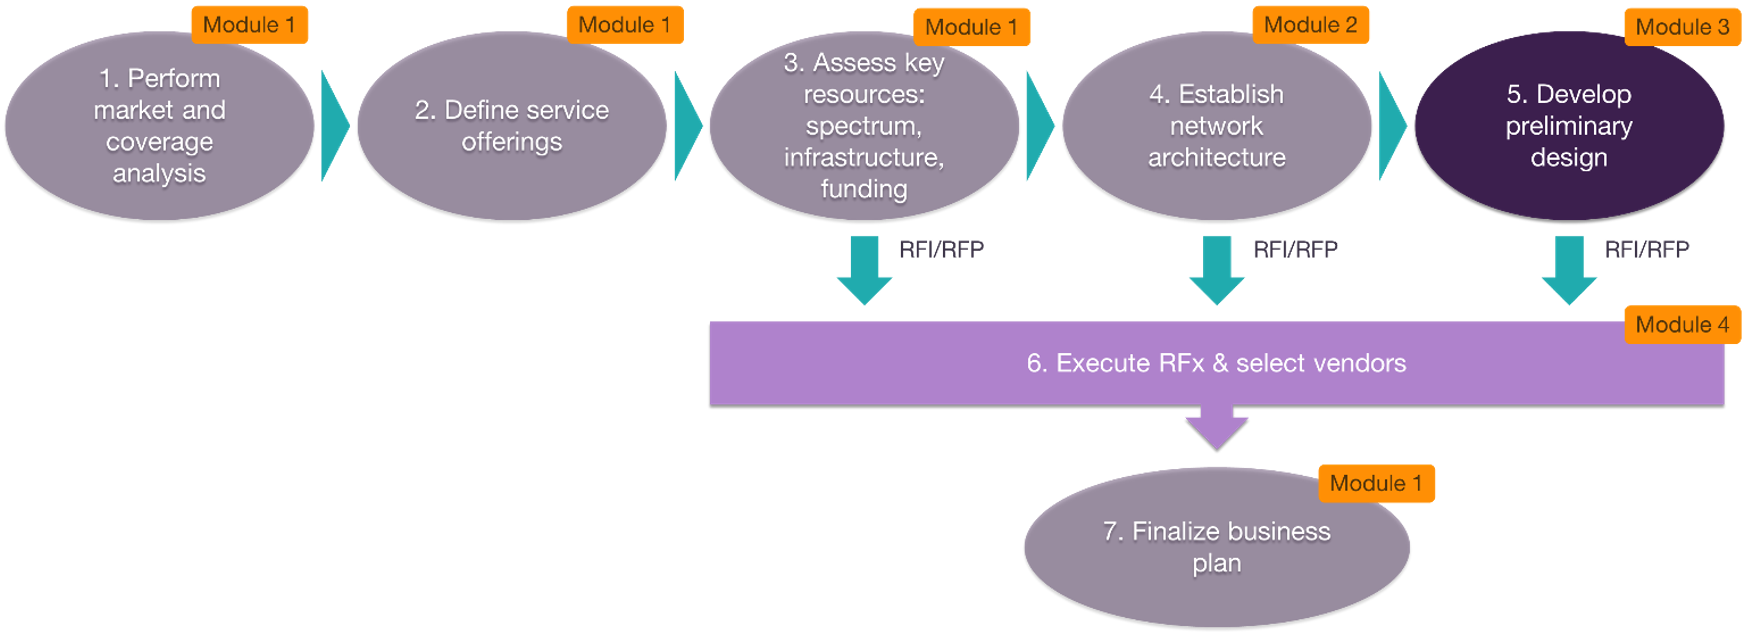 Module 1
1. Perform
market and
coverage
analysis
Module 1
2. Define service
offerings
Module 1
3. Assess key
resources:
spectrum,
infrastructure,
funding
Module 2
4. Establish
network
architecture
Module 3
5. Develop
preliminary
design
RFI/RFP
RFI/RFP
RFI/RFP
Module 4
6. Execute RFx & select vendors
Module 1
7. Finalize business
plan